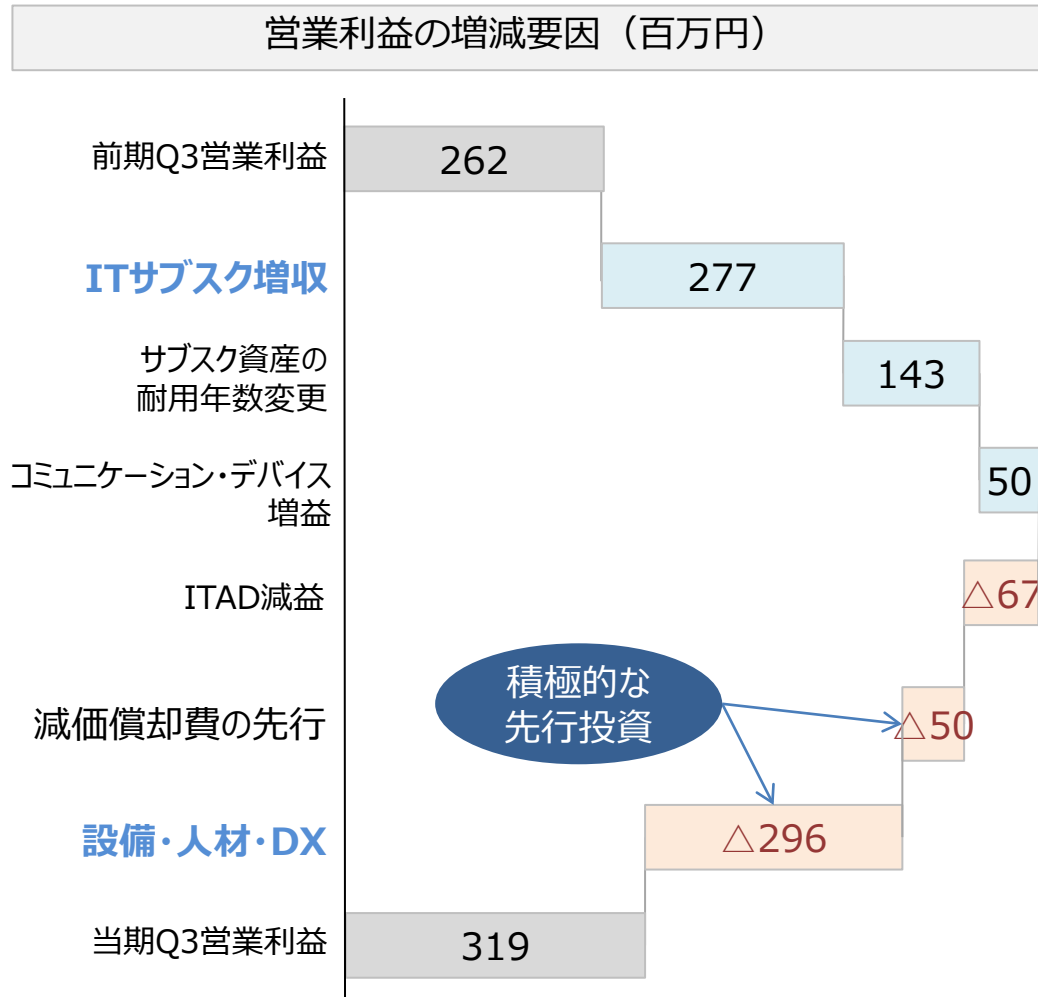 営業利益の増減要因（百万円）
前期Q3営業利益
262
ITサブスク増収
277
サブスク資産の
耐用年数変更
143
コミュニケーション・デバイス
増益
50
ITAD減益
△67
積極的な
先行投資
減価償却費の先行
△50
設備・人材・DX
△296
当期Q3営業利益
319